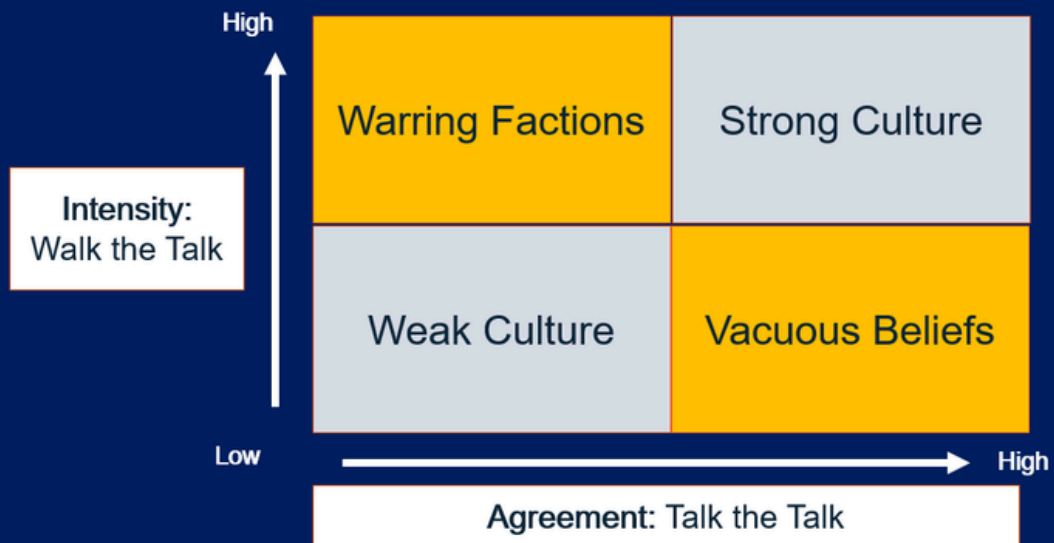 High
Warring Factions
Strong Culture
Intensity:
Walk the Talk
Weak Culture
Vacuous Beliefs
Low
High
Agreement: Talk the Talk